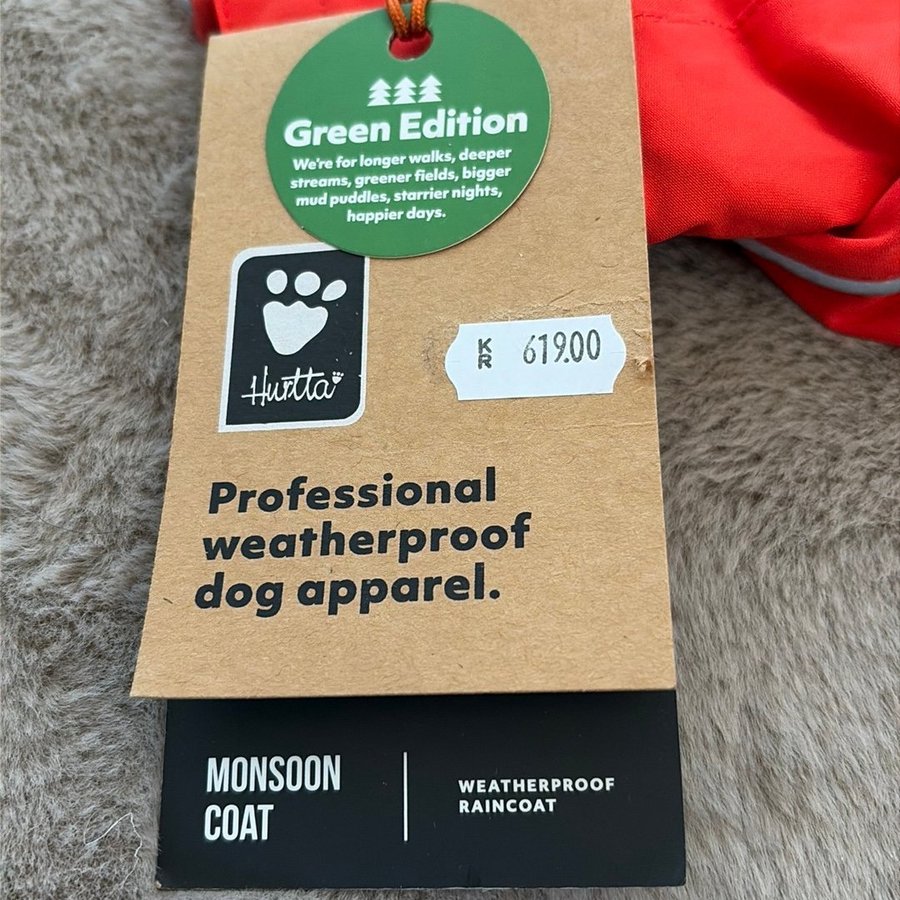 Green Edition
We're for longer walks, deeper
streams, greener fields, bigger
mud puddles, starrier nights,
happier days.
Hurtta
KR 619.00
Professional
weatherproof
dog apparel.
MONSOON
COAT
WEATHERPROOF
RAINCOAT